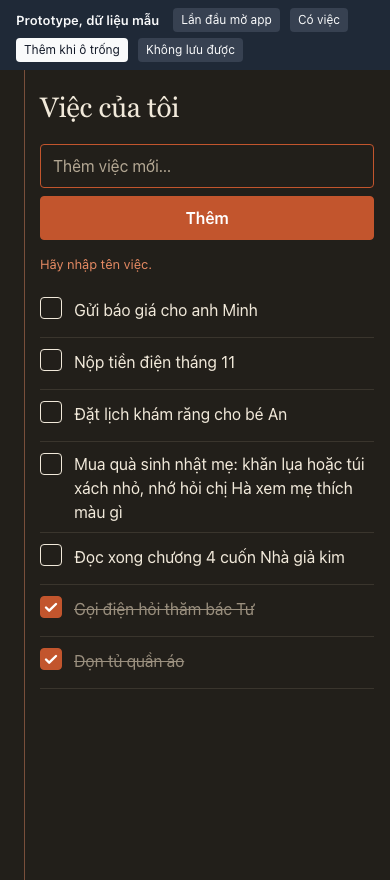 Prototype, dữ liệu mẫu
Lần đầu mở app
Có việc
Thêm khi ô trống
Không lưu được
Việc của tôi
Thêm việc mới...
Thêm
Hãy nhập tên việc.
Gửi báo giá cho anh Minh
Nộp tiền điện tháng 11
Đặt lịch khám răng cho bé An
Mua quà sinh nhật mẹ: khăn lụa hoặc túi
xách nhỏ, nhớ hỏi chị Hà xem mẹ thích
màu gì
Đọc xong chương 4 cuốn Nhà giả kim
Gọi điện hỏi thăm bác Tư
Dọn tủ quần áo